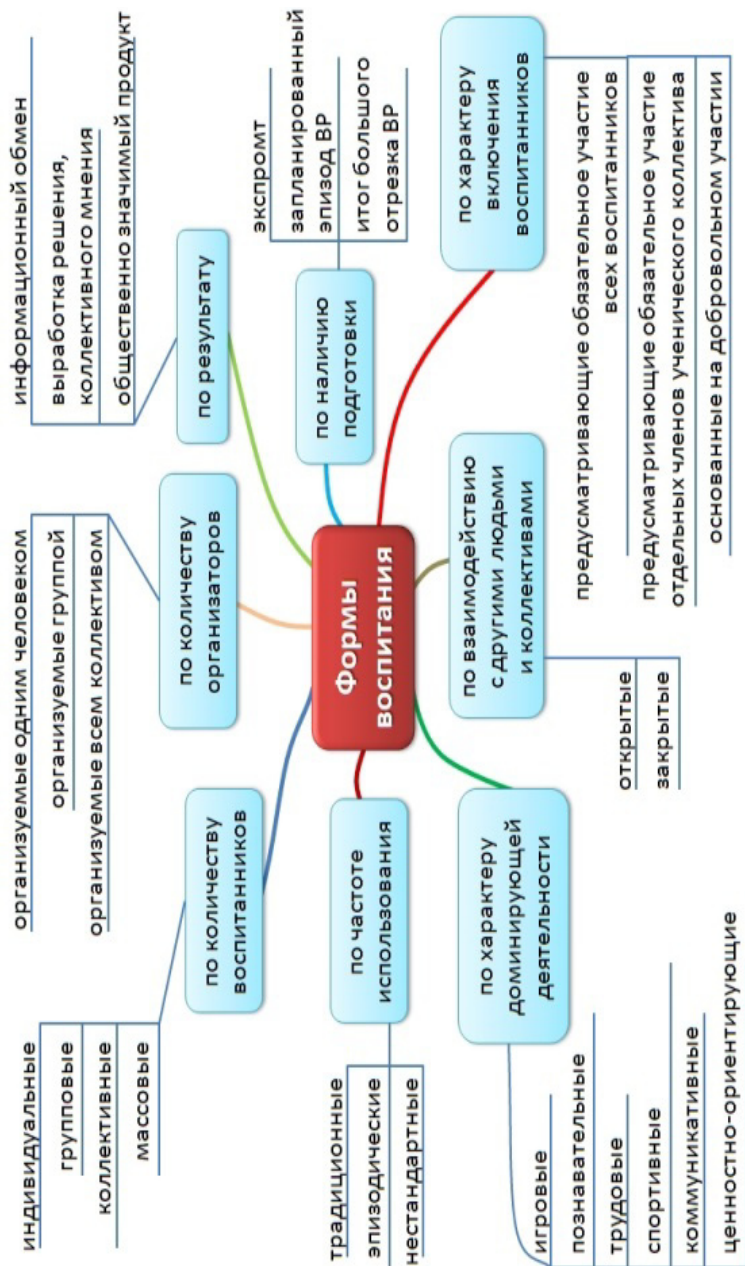 индивидуальные
групповые
коллективные
массовые
по количеству
воспитанников
организуемые одним человеком
организуемые группой
организуемые всем коллективом
по количеству
организаторов
информационный обмен
выработка решения,
коллективного мнения
общественно значимый продукт
по результату
традиционные
эпизодические
нестандартные
по частоте
использования
Формы
воспитания
по наличию
подготовки
экспромт
запланированный
эпизод ВР
итог большого
отрезка ВР
игровые
познавательные
трудовые
спортивные
коммуникативные
ценностно-ориентирующие
по характеру
доминирующей
деятельности
по взаимодействию
с другими людьми
и коллективами
открытые
закрытые
по характеру
включения
воспитанников
предусматривающие обязательное участие
всех воспитанников
предусматривающие обязательное участие
отдельных членов ученического коллектива
основанные на добровольном участии